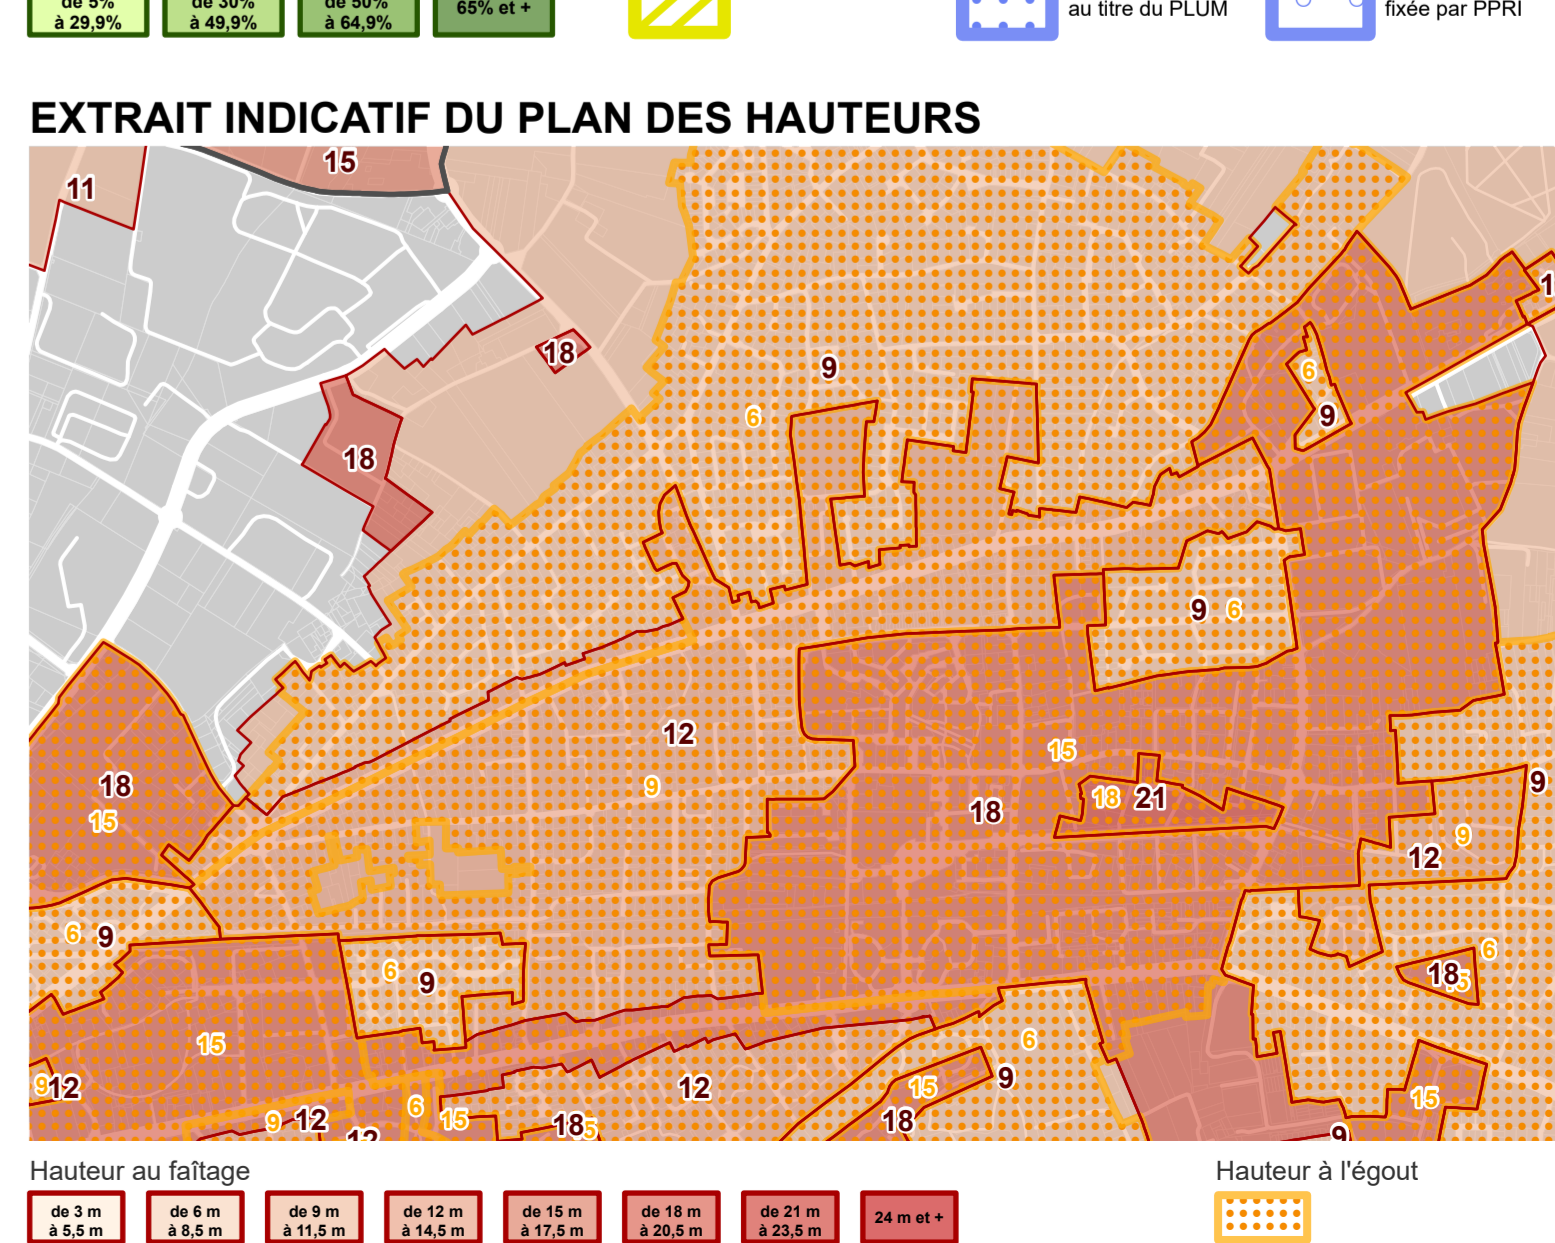 de 5%
à 29,9%
de 30%
à 49,9%
de 50%
à 64,9%
65% et +
au titre du PLUM
fixée par PPRI
EXTRAIT INDICATIF DU PLAN DES HAUTEURS
15
11
18
9
6
6
9
18
9 6
12
15
9
18
15
18 21
18
9
9
12
6 9
6
9
6
18
15
6
9 12
12
15
9
15
18
9 12
6
15
18
12
9
Hauteur au faîtage
Hauteur à l'égout
de 3 m
à 5,5 m
de 6 m
à 8,5 m
de 9 m
à 11,5 m
de 12 m
à 14,5 m
de 15 m
à 17,5 m
de 18 m
à 20,5 m
de 21 m
à 23,5 m
24 m et +